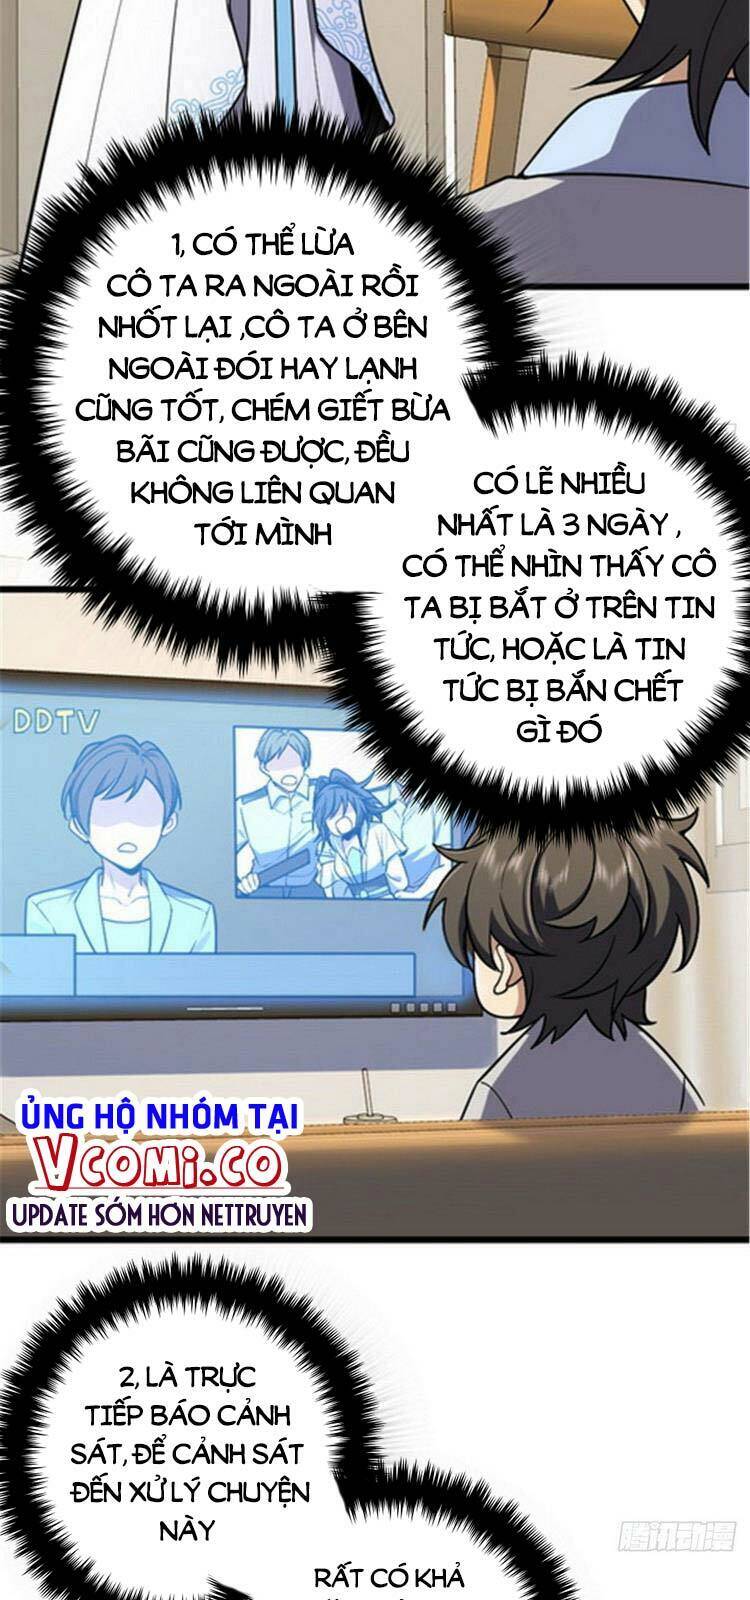 1, CÓ THỂ LỪA
CÔ TA RA NGOÀI RỒI
NHỐT LẠI ,CÔ TA Ở BÊN
NGOÀI ĐÓI HAY LẠNH
CŨNG TỐT, CHÉM GIẾT BỪA
BÃI CŨNG ĐƯỢC, ĐỀU
KHÔNG LIÊN QUAN
TỚI MÌNH
CÓ LẼ NHIỀU
NHẤT LÀ 3 NGÀY ,
CÓ THỂ NHÌN THẤY CÔ
TA BỊ BẮT Ở TRÊN TIN
TỨC, HOẶC LÀ TIN
TỨC BỊ BẮN CHẾT
GÌ ĐÓ
DDTV
ỦNG HỘ NHÓM TẠI
VCOMI.CO
UPDATE SỚM HƠN NETTRUYEN
2, LÀ TRỰC
TIẾP BÁO CẢNH
SÁT, ĐỂ CẢNH SÁT
ĐẾN XỬ LÝ CHUYỆN
NÀY
腾讯动漫
RẤT CÓ KHẢ